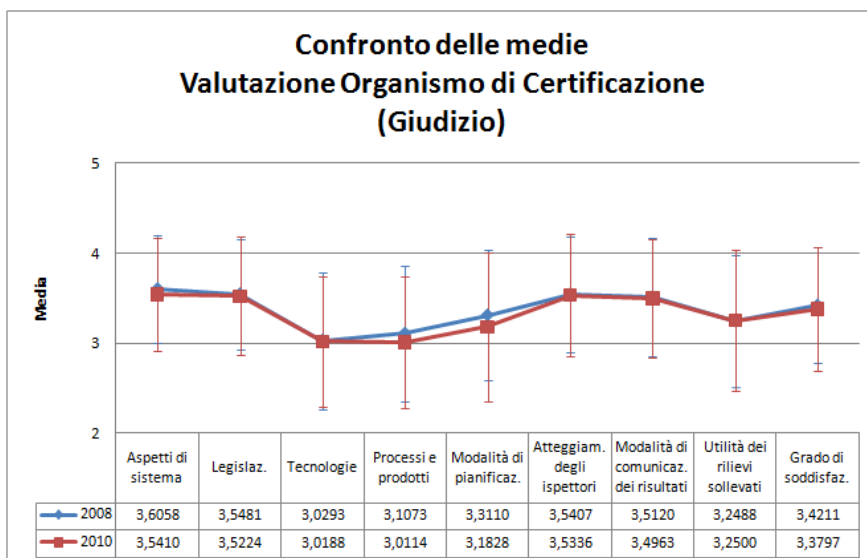 Confronto delle medie
Valutazione Organismo di Certificazione
(Giudizio)
5
4
3
2
Media
Aspetti di sistema Legislaz. Tecnologie Processi e prodotti Modalità di pianificaz. Atteggiam. degli ispettori Modalità di comunicaz. dei risultati Utilità dei rilievi sollevati Grado di soddisfaz.
2008 3,6058 3,5481 3,0293 3,1073 3,3110 3,5407 3,5120 3,2488 3,4211
2010 3,5410 3,5224 3,0188 3,0114 3,1828 3,5336 3,4963 3,2500 3,3797